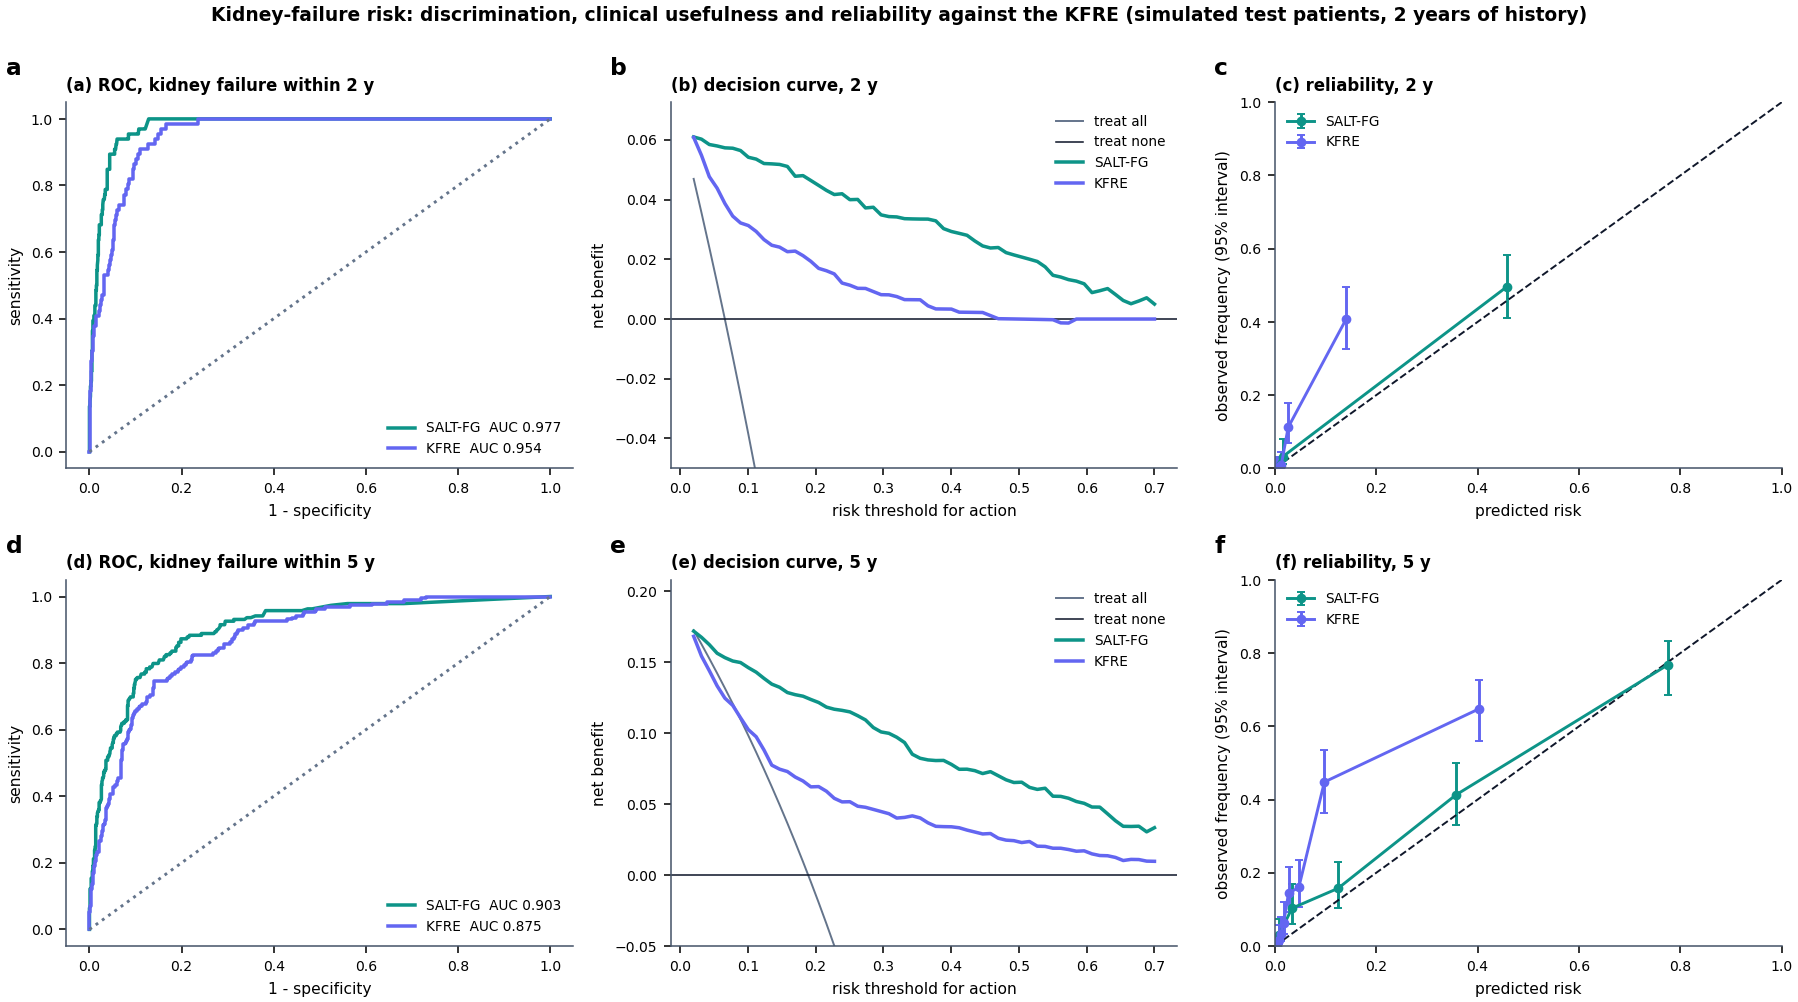 Kidney-failure risk: discrimination, clinical usefulness and reliability against the KFRE (simulated test patients, 2 years of history)
a
(a) ROC, kidney failure within 2 y
sensitivity
1.0
0.8
0.6
0.4
0.2
0.0
SALT-FG AUC 0.977
KFRE AUC 0.954
0.0 0.2 0.4 0.6 0.8 1.0
1 - specificity
b
(b) decision curve, 2 y
net benefit
0.06
0.04
0.02
0.00
−0.02
−0.04
treat all
treat none
SALT-FG
KFRE
0.0 0.1 0.2 0.3 0.4 0.5 0.6 0.7
risk threshold for action
c
(c) reliability, 2 y
observed frequency (95% interval)
1.0
0.8
0.6
0.4
0.2
0.0
SALT-FG
KFRE
0.0 0.2 0.4 0.6 0.8 1.0
predicted risk
d
(d) ROC, kidney failure within 5 y
sensitivity
1.0
0.8
0.6
0.4
0.2
0.0
SALT-FG AUC 0.903
KFRE AUC 0.875
0.0 0.2 0.4 0.6 0.8 1.0
1 - specificity
e
(e) decision curve, 5 y
net benefit
0.20
0.15
0.10
0.05
0.00
−0.05
treat all
treat none
SALT-FG
KFRE
0.0 0.1 0.2 0.3 0.4 0.5 0.6 0.7
risk threshold for action
f
(f) reliability, 5 y
observed frequency (95% interval)
1.0
0.8
0.6
0.4
0.2
0.0
SALT-FG
KFRE
0.0 0.2 0.4 0.6 0.8 1.0
predicted risk